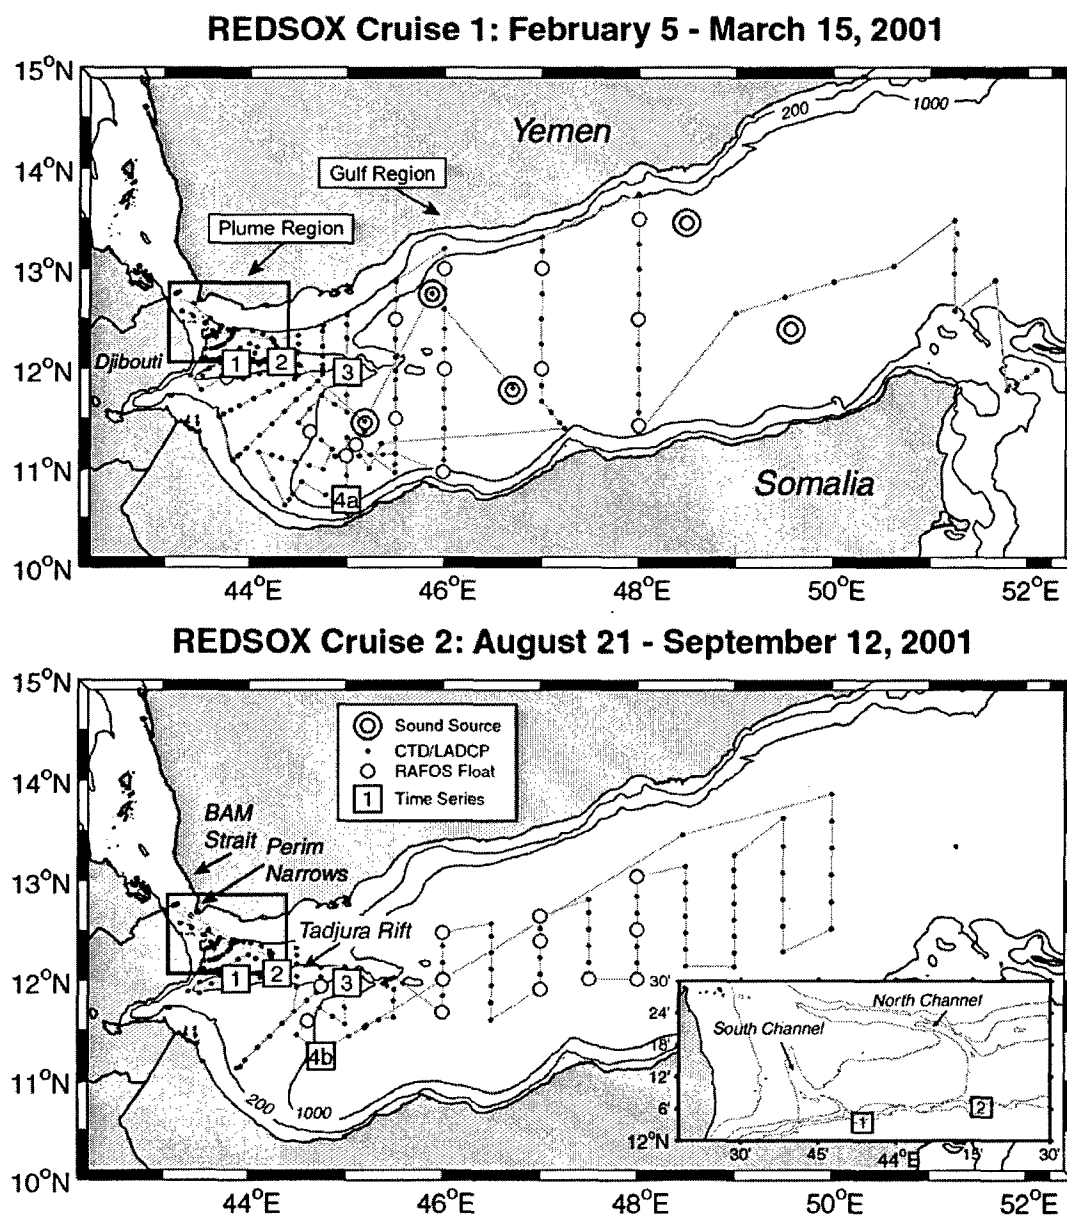 REDSOX Cruise 1: February 5 - March 15, 2001
15°N
14°N
13°N
12°N
11°N
10°N
200
1000
Yemen
Gulf Region
Plume Region
Djibouti
1
2
3
4a
Somalia
44°E
46°E
48°E
50°E
52°E
REDSOX Cruise 2: August 21 - September 12, 2001
15°N
14°N
13°N
12°N
11°N
10°N
Sound Source
CTD/LADCP
RAFOS Float
1 Time Series
BAM
Strait
Perim
Narrows
Tadjura Rift
1
2
3
4b
200
1000
30'
24'
18'
12'
6'
12°N
North Channel
South Channel
1
2
30'
45'
44°E
15'
30'
44°E
46°E
48°E
50°E
52°E